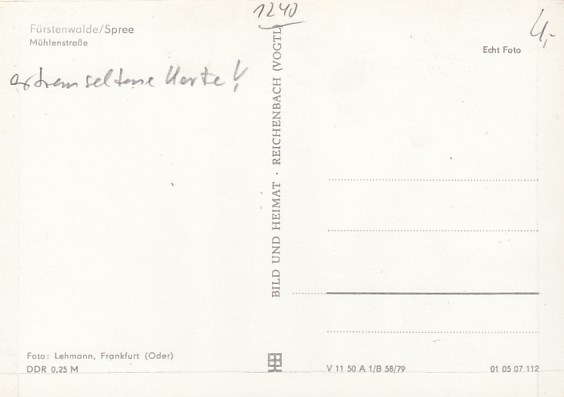 1240
4,-
Fürstenwalde/Spree
Mühlenstraße
Echt Foto
extrem seltene Karte!
BILD UND HEIMAT · REICHENBACH (VOGTL)
Foto: Lehmann, Frankfurt (Oder)
DDR 0,25 M
V 11 50 A 1/B 58/79
01 05 07 112